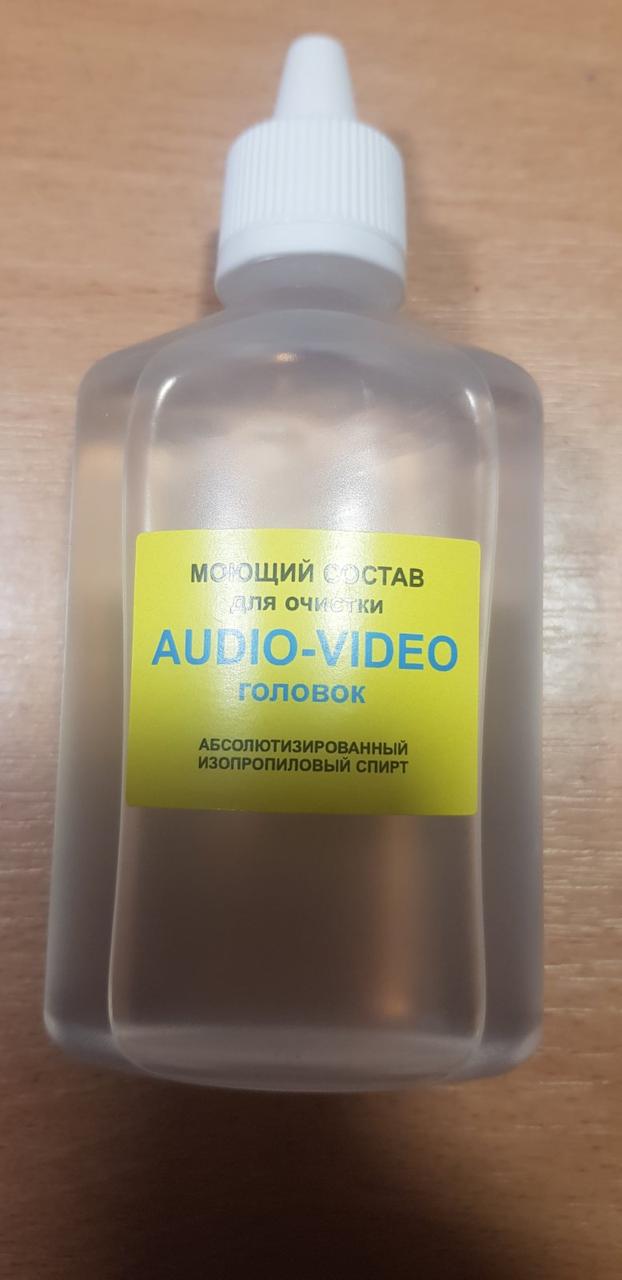 МОЮЩИЙ СОСТАВ
для очистки
AUDIO-VIDEO
головок
АБСОЛЮТИЗИРОВАННЫЙ
ИЗОПРОПИЛОВЫЙ СПИРТ